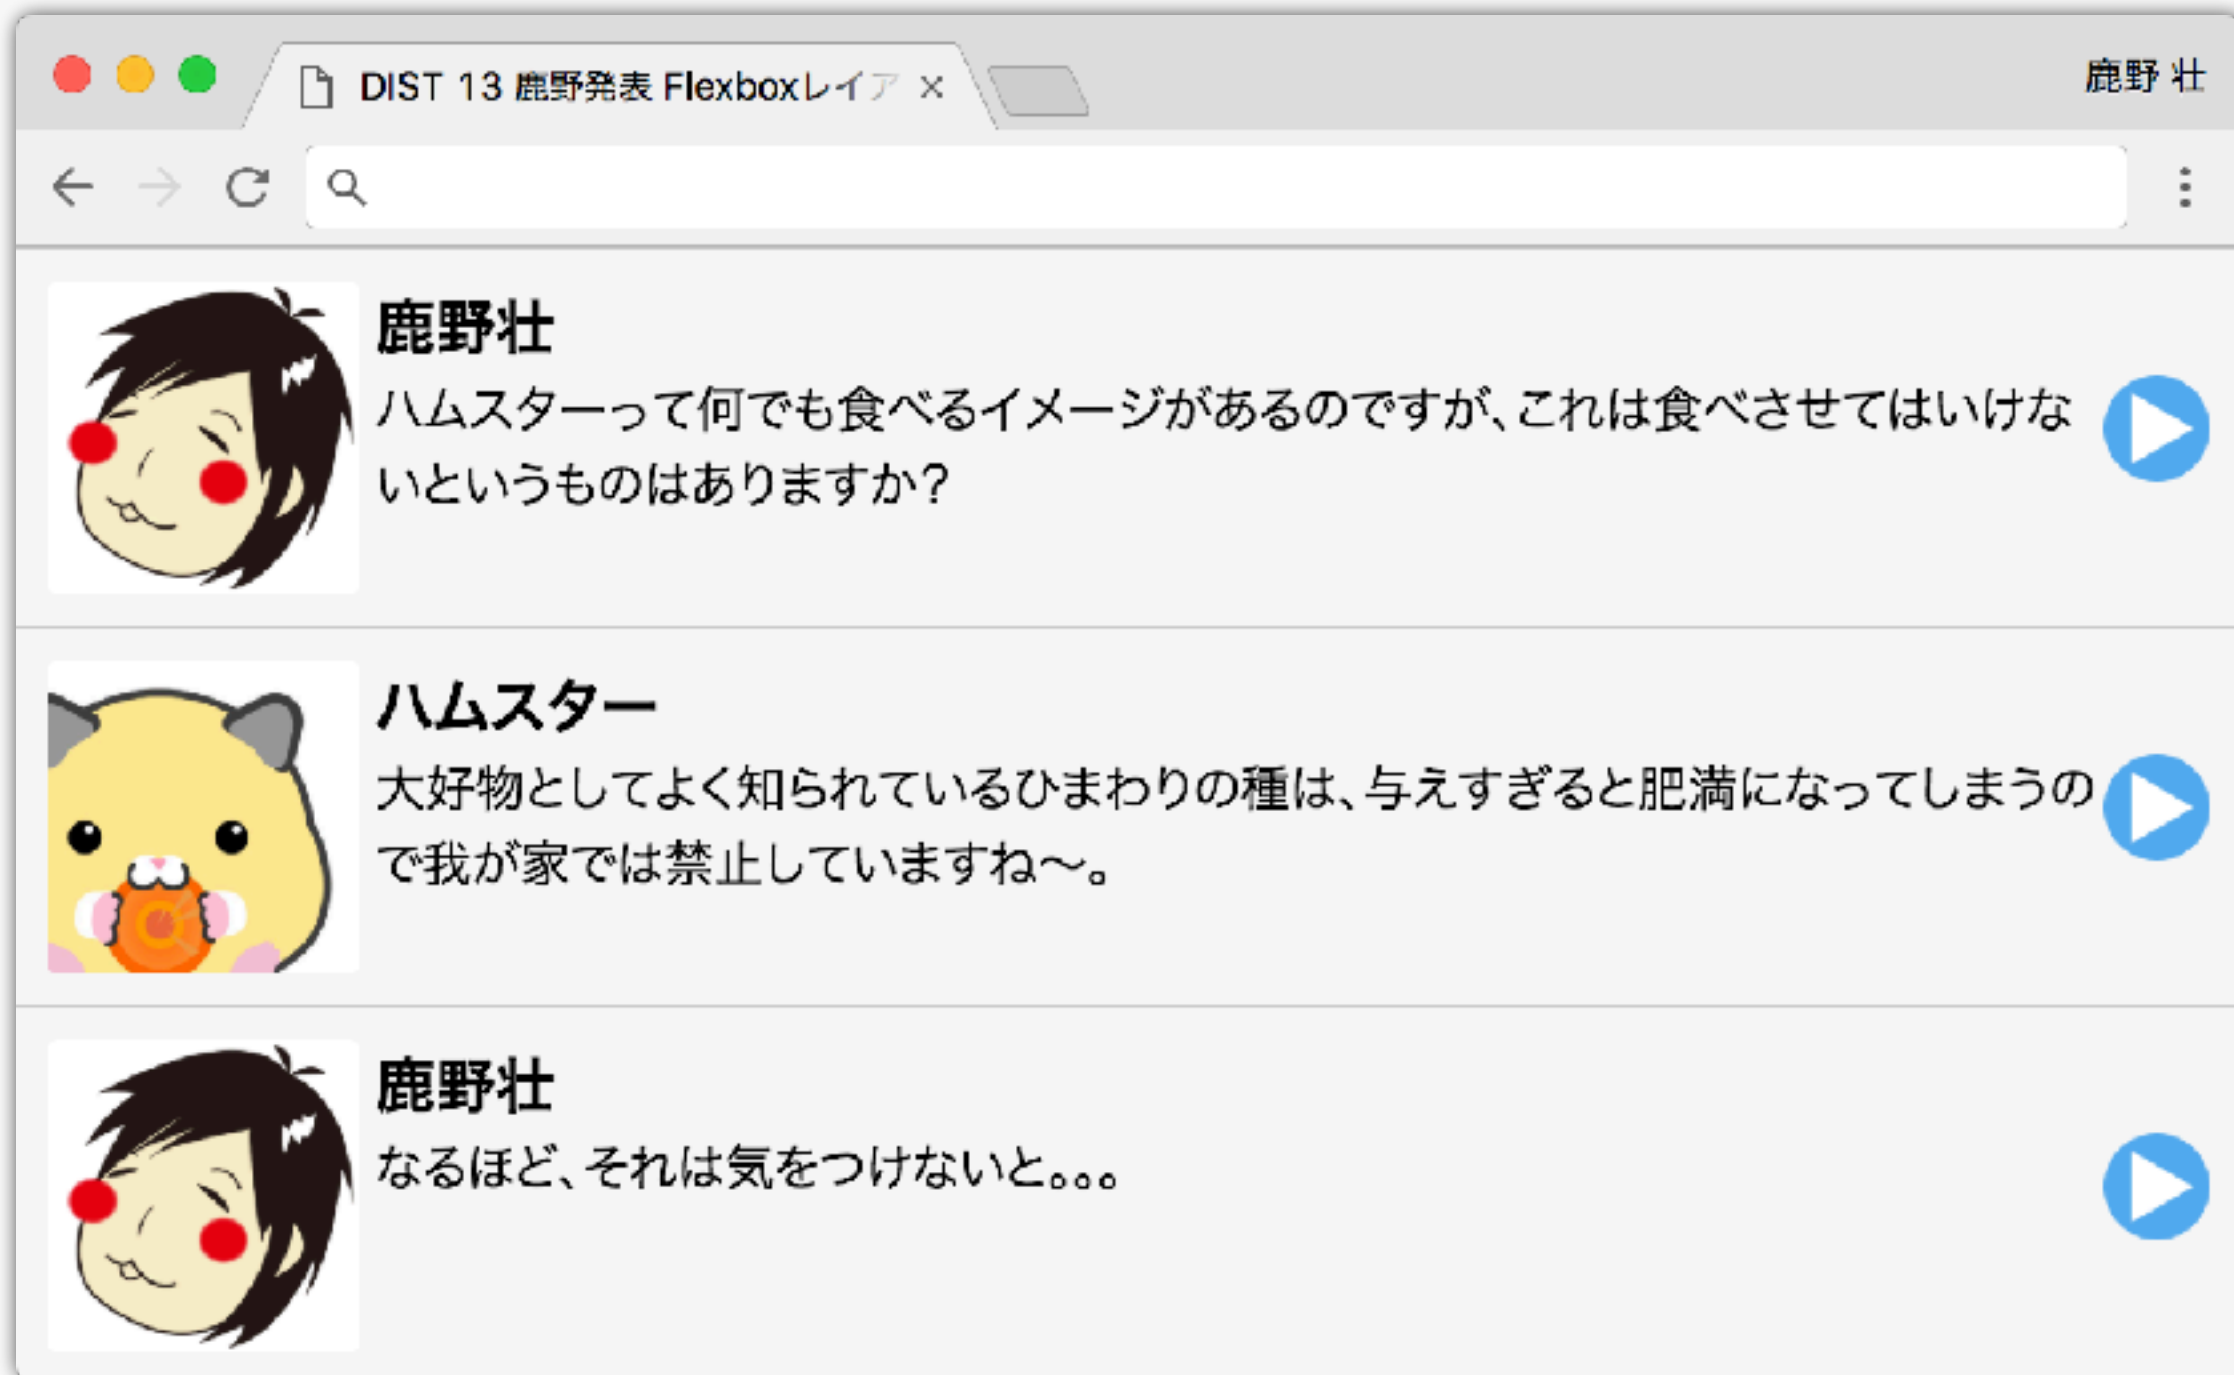 DIST 13 鹿野発表 Flexboxレイア
鹿野 壮
鹿野壮
ハムスターって何でも食べるイメージがあるのですが、これは食べさせてはいけな
いというものはありますか？
ハムスター
大好物としてよく知られているひまわりの種は、与えすぎると肥満になってしまうの
で我が家では禁止していますね〜。
鹿野壮
なるほど、それは気をつけないと。。。